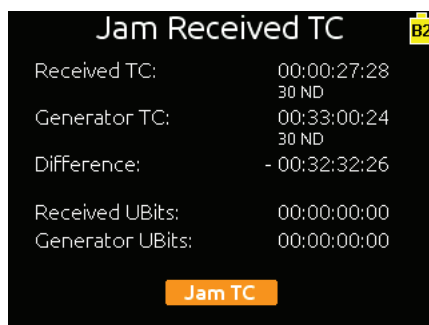 Jam Received TC
B2
Received TC: 00:00:27:28
30 ND
Generator TC: 00:33:00:24
30 ND
Difference: - 00:32:32:26
Received UBits: 00:00:00:00
Generator UBits: 00:00:00:00
Jam TC